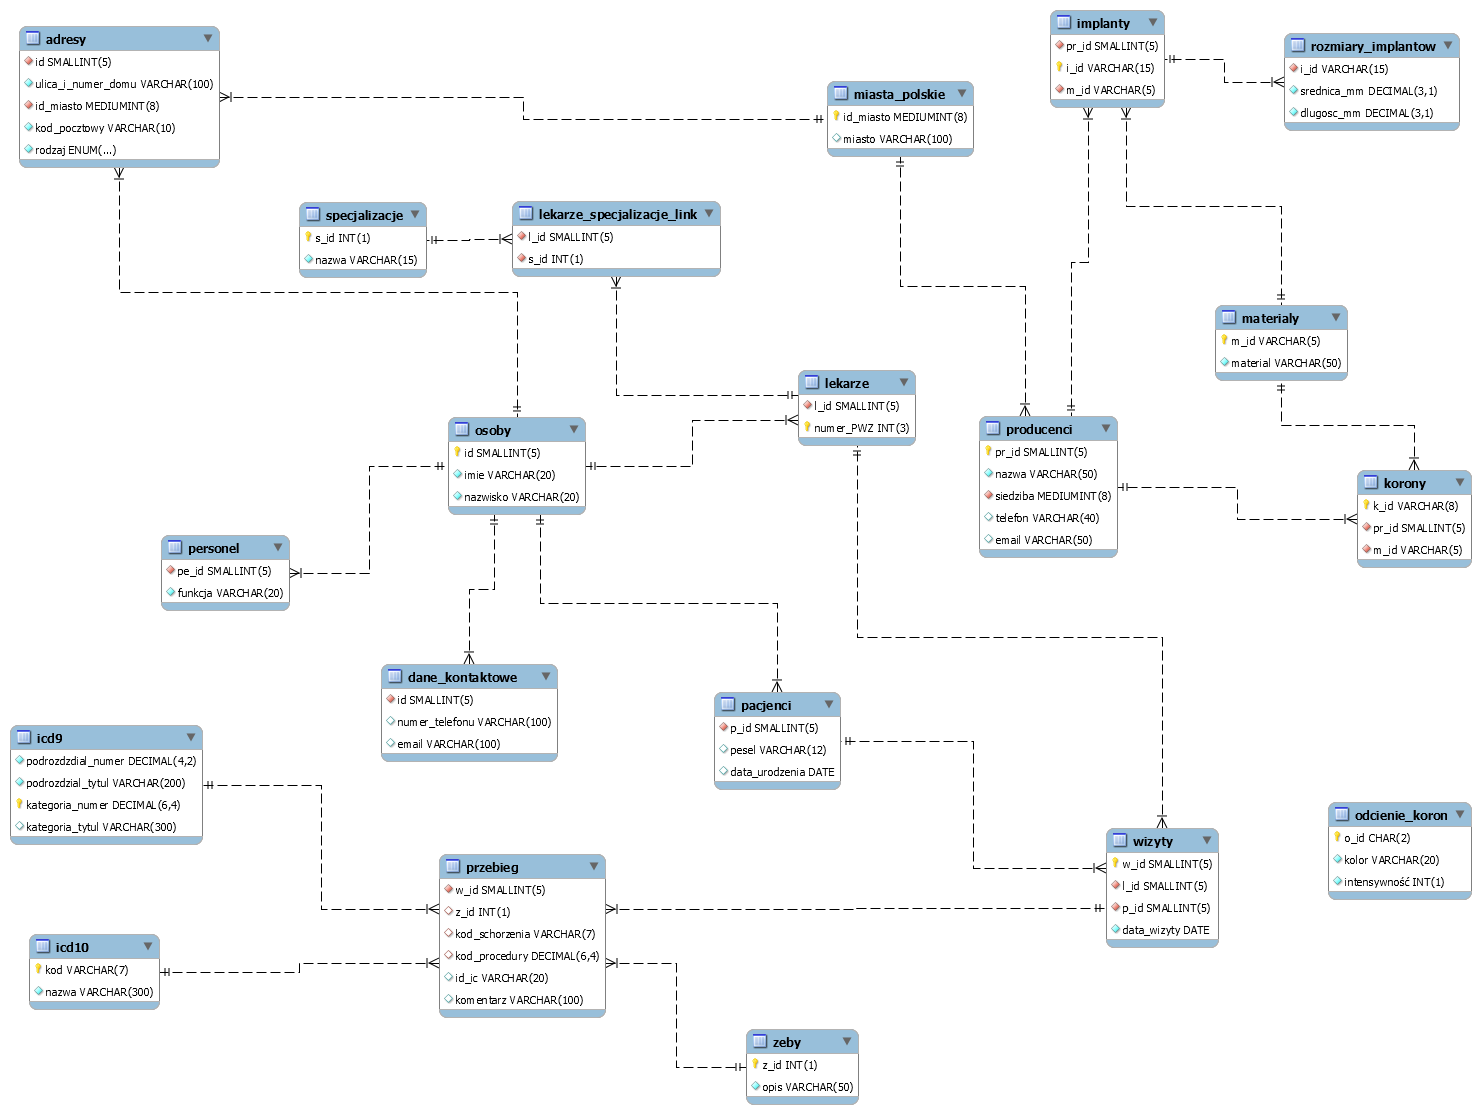 adresy
id SMALLINT(5)
ulica_i_numer_domu VARCHAR(100)
id_miasto MEDIUMINT(8)
kod_pocztowy VARCHAR(10)
rodzaj ENUM(...)
miasta_polskie
id_miasto MEDIUMINT(8)
miasto VARCHAR(100)
implanty
pr_id SMALLINT(5)
i_id VARCHAR(15)
m_id VARCHAR(5)
rozmiary_implantow
i_id VARCHAR(15)
srednica_mm DECIMAL(3,1)
dlugosc_mm DECIMAL(3,1)
specjalizacje
s_id INT(1)
nazwa VARCHAR(15)
lekarze_specjalizacje_link
l_id SMALLINT(5)
s_id INT(1)
materialy
m_id VARCHAR(5)
material VARCHAR(50)
lekarze
l_id SMALLINT(5)
numer_PWZ INT(3)
osoby
id SMALLINT(5)
imie VARCHAR(20)
nazwisko VARCHAR(20)
producenci
pr_id SMALLINT(5)
nazwa VARCHAR(50)
siedziba MEDIUMINT(8)
telefon VARCHAR(40)
email VARCHAR(50)
korony
k_id VARCHAR(8)
pr_id SMALLINT(5)
m_id VARCHAR(5)
personel
pe_id SMALLINT(5)
funkcja VARCHAR(20)
dane_kontaktowe
id SMALLINT(5)
numer_telefonu VARCHAR(100)
email VARCHAR(100)
pacjenci
p_id SMALLINT(5)
pesel VARCHAR(12)
data_urodzenia DATE
icd9
podrozdzdial_numer DECIMAL(4,2)
podrozdzial_tytul VARCHAR(200)
kategoria_numer DECIMAL(6,4)
kategoria_tytul VARCHAR(300)
przebieg
w_id SMALLINT(5)
z_id INT(1)
kod_schorzenia VARCHAR(7)
kod_procedury DECIMAL(6,4)
id_ic VARCHAR(20)
komentarz VARCHAR(100)
wizyty
w_id SMALLINT(5)
l_id SMALLINT(5)
p_id SMALLINT(5)
data_wizyty DATE
odcienie_koron
o_id CHAR(2)
kolor VARCHAR(20)
intensywność INT(1)
icd10
kod VARCHAR(7)
nazwa VARCHAR(300)
zeby
z_id INT(1)
opis VARCHAR(50)